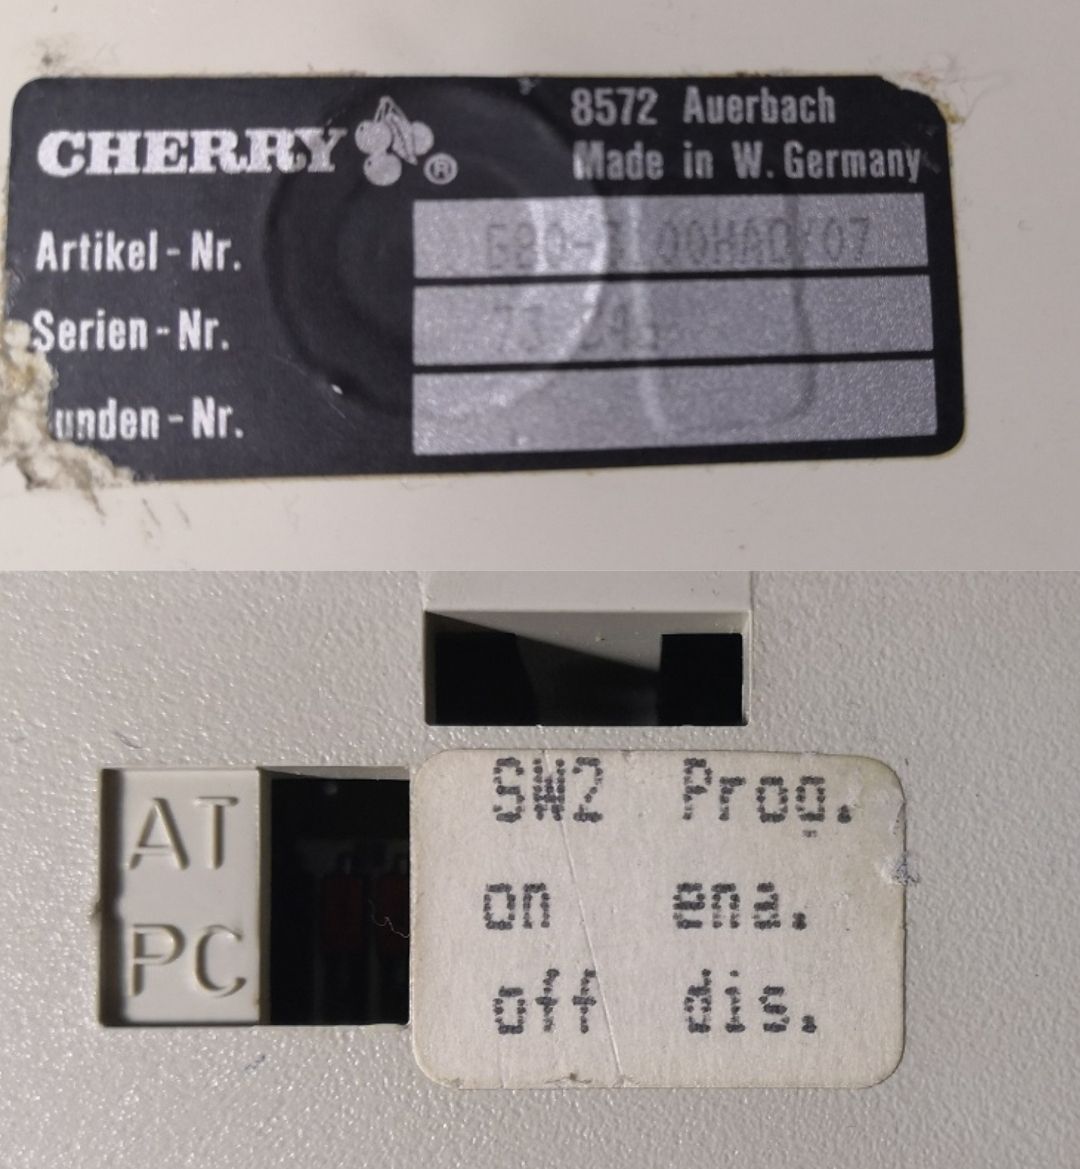 CHERRY ®
8572 Auerbach
Made in W. Germany
Artikel-Nr.
Serien-Nr.
unden-Nr.
AT
PC
SW2 Prog.
on ena.
off dis.